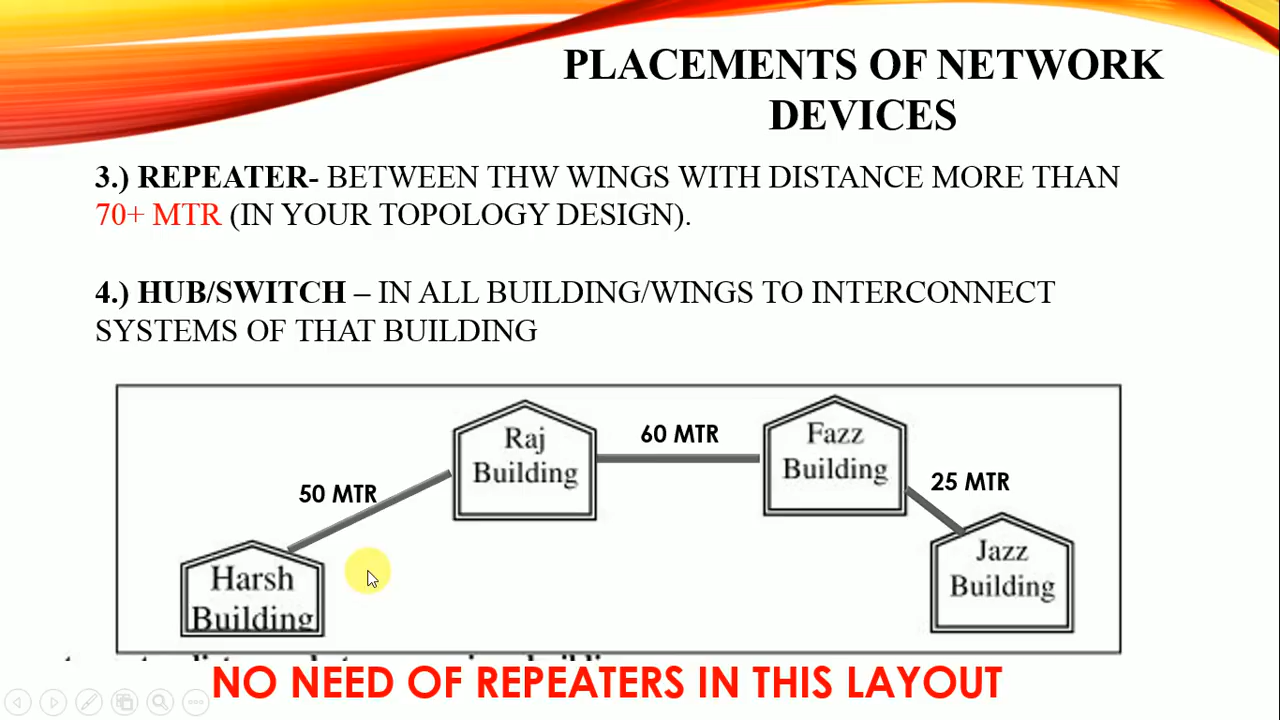 PLACEMENTS OF NETWORK
DEVICES
3.) REPEATER- BETWEEN THW WINGS WITH DISTANCE MORE THAN
70+ MTR (IN YOUR TOPOLOGY DESIGN).
4.) HUB/SWITCH – IN ALL BUILDING/WINGS TO INTERCONNECT
SYSTEMS OF THAT BUILDING
Raj
Building
60 MTR
Fazz
Building
50 MTR
25 MTR
Harsh
Building
Jazz
Building
NO NEED OF REPEATERS IN THIS LAYOUT